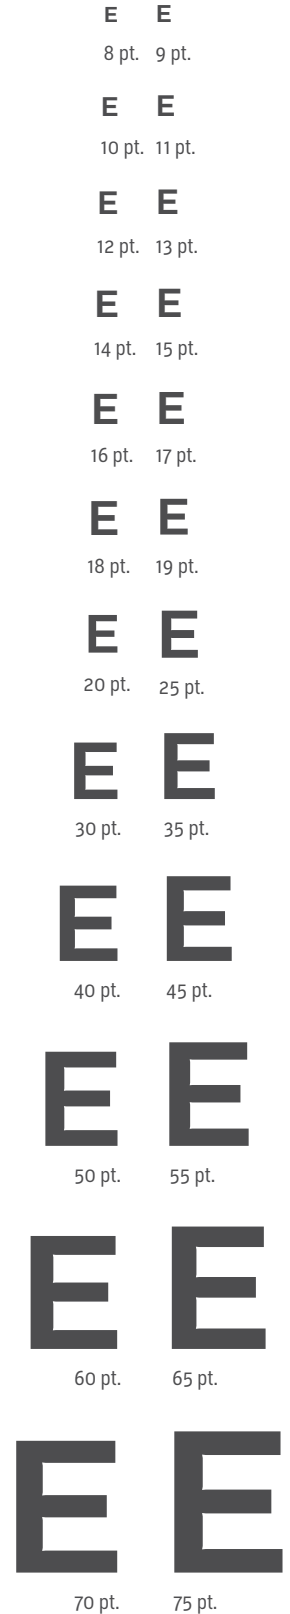 E E
8 pt. 9 pt.
E E
10 pt. 11 pt.
E E
12 pt. 13 pt.
E E
14 pt. 15 pt.
E E
16 pt. 17 pt.
E E
18 pt. 19 pt.
E E
20 pt. 25 pt.
E E
30 pt. 35 pt.
E E
40 pt. 45 pt.
E E
50 pt. 55 pt.
E E
60 pt. 65 pt.
E E
70 pt. 75 pt.